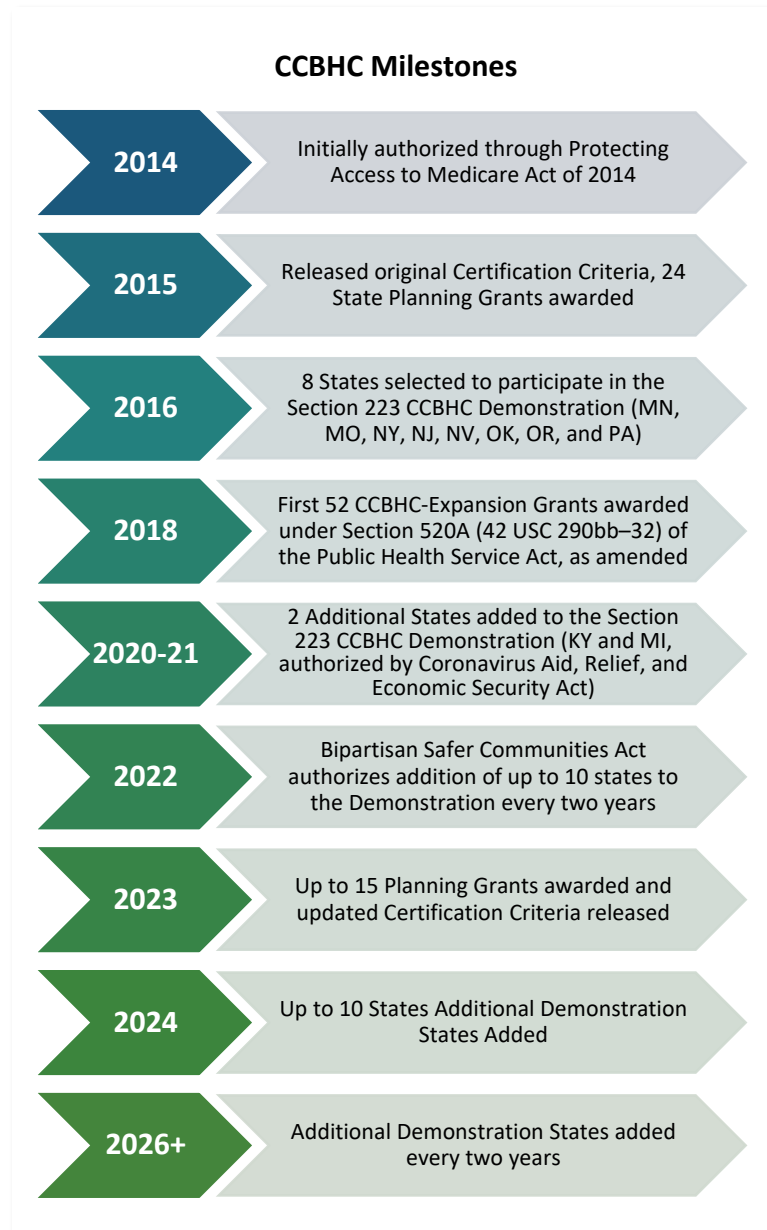 CCBHC Milestones
2014
Initially authorized through Protecting
Access to Medicare Act of 2014
2015
Released original Certification Criteria, 24
State Planning Grants awarded
2016
8 States selected to participate in the
Section 223 CCBHC Demonstration (MN,
MO, NY, NJ, NV, OK, OR, and PA)
2018
First 52 CCBHC-Expansion Grants awarded
under Section 520A (42 USC 290bb–32) of
the Public Health Service Act, as amended
2020-21
2 Additional States added to the Section
223 CCBHC Demonstration (KY and MI,
authorized by Coronavirus Aid, Relief, and
Economic Security Act)
2022
Bipartisan Safer Communities Act
authorizes addition of up to 10 states to
the Demonstration every two years
2023
Up to 15 Planning Grants awarded and
updated Certification Criteria released
2024
Up to 10 States Additional Demonstration
States Added
2026+
Additional Demonstration States added
every two years